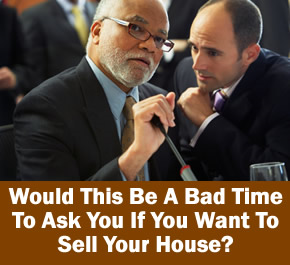 Would This Be A Bad Time
To Ask You If You Want To
Sell Your House?